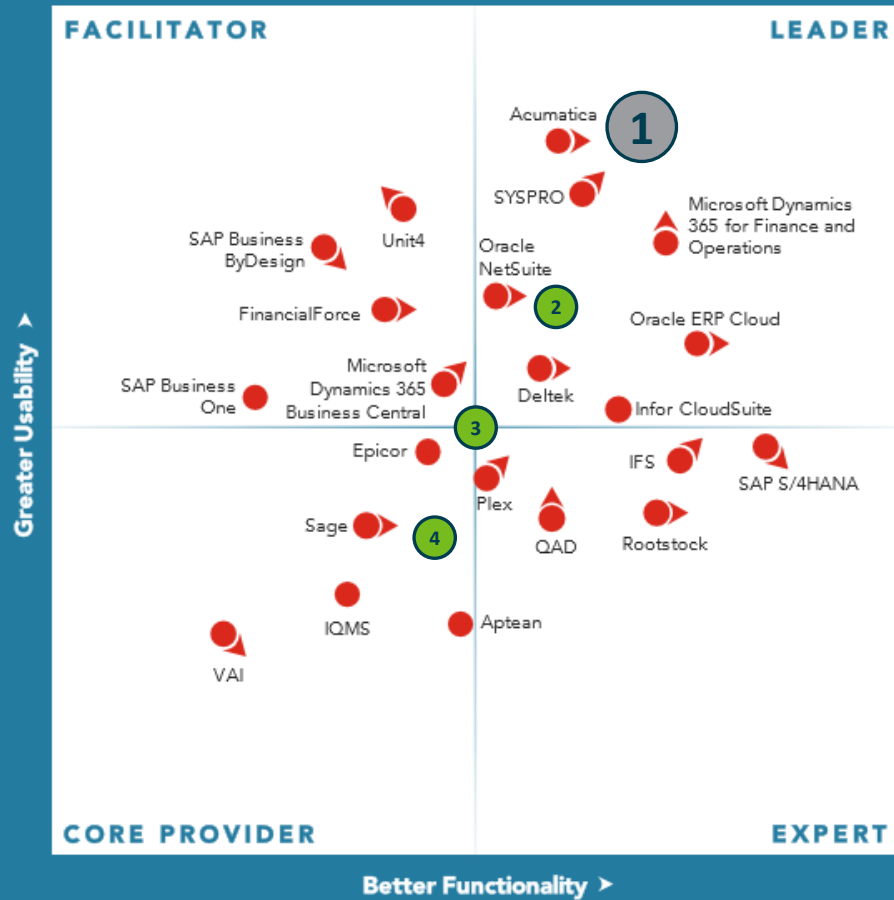 FACILITATOR
LEADER
Acumatica
1
SYSPRO
Microsoft Dynamics
365 for Finance and
Operations
Unit4
SAP Business
ByDesign
Oracle
NetSuite
2
FinancialForce
Oracle ERP Cloud
Microsoft
Dynamics 365
Business Central
SAP Business
One
Deltek
Infor CloudSuite
3
Epicor
IFS
SAP S/4HANA
Plex
Sage
4
QAD
Rootstock
IQMS
Aptean
VAI
CORE PROVIDER
EXPERT
Greater Usability
Better Functionality